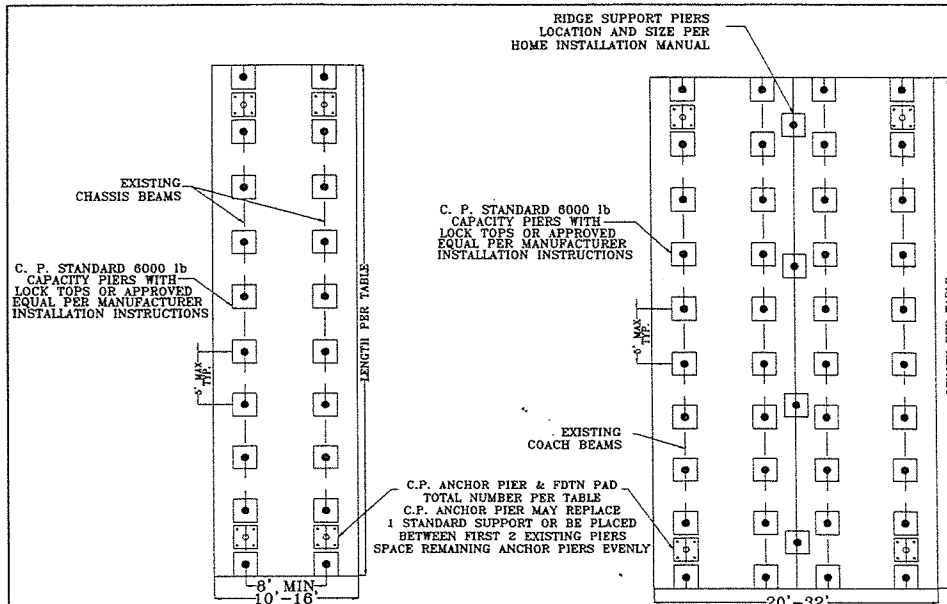 RIDGE SUPPORT PIERS
LOCATION AND SIZE PER
HOME INSTALLATION MANUAL
EXISTING
CHASSIS BEAMS
C. P. STANDARD 6000 lb
CAPACITY PIERS WITH
LOCK TOPS OR APPROVED
EQUAL PER MANUFACTURER
INSTALLATION INSTRUCTIONS
6' MAX
TYP.
LENGTH PER TABLE
8' MIN
10'-16'
C. P. STANDARD 6000 lb
CAPACITY PIERS WITH
LOCK TOPS OR APPROVED
EQUAL PER MANUFACTURER
INSTALLATION INSTRUCTIONS
6' MAX
TYP.
EXISTING
COACH BEAMS
C.P. ANCHOR PIER & FDTN PAD
TOTAL NUMBER PER TABLE
C.P. ANCHOR PIER MAY REPLACE
1 STANDARD SUPPORT OR BE PLACED
BETWEEN FIRST 2 EXISTING PIERS
SPACE REMAINING ANCHOR PIERS EVENLY
20'-32'